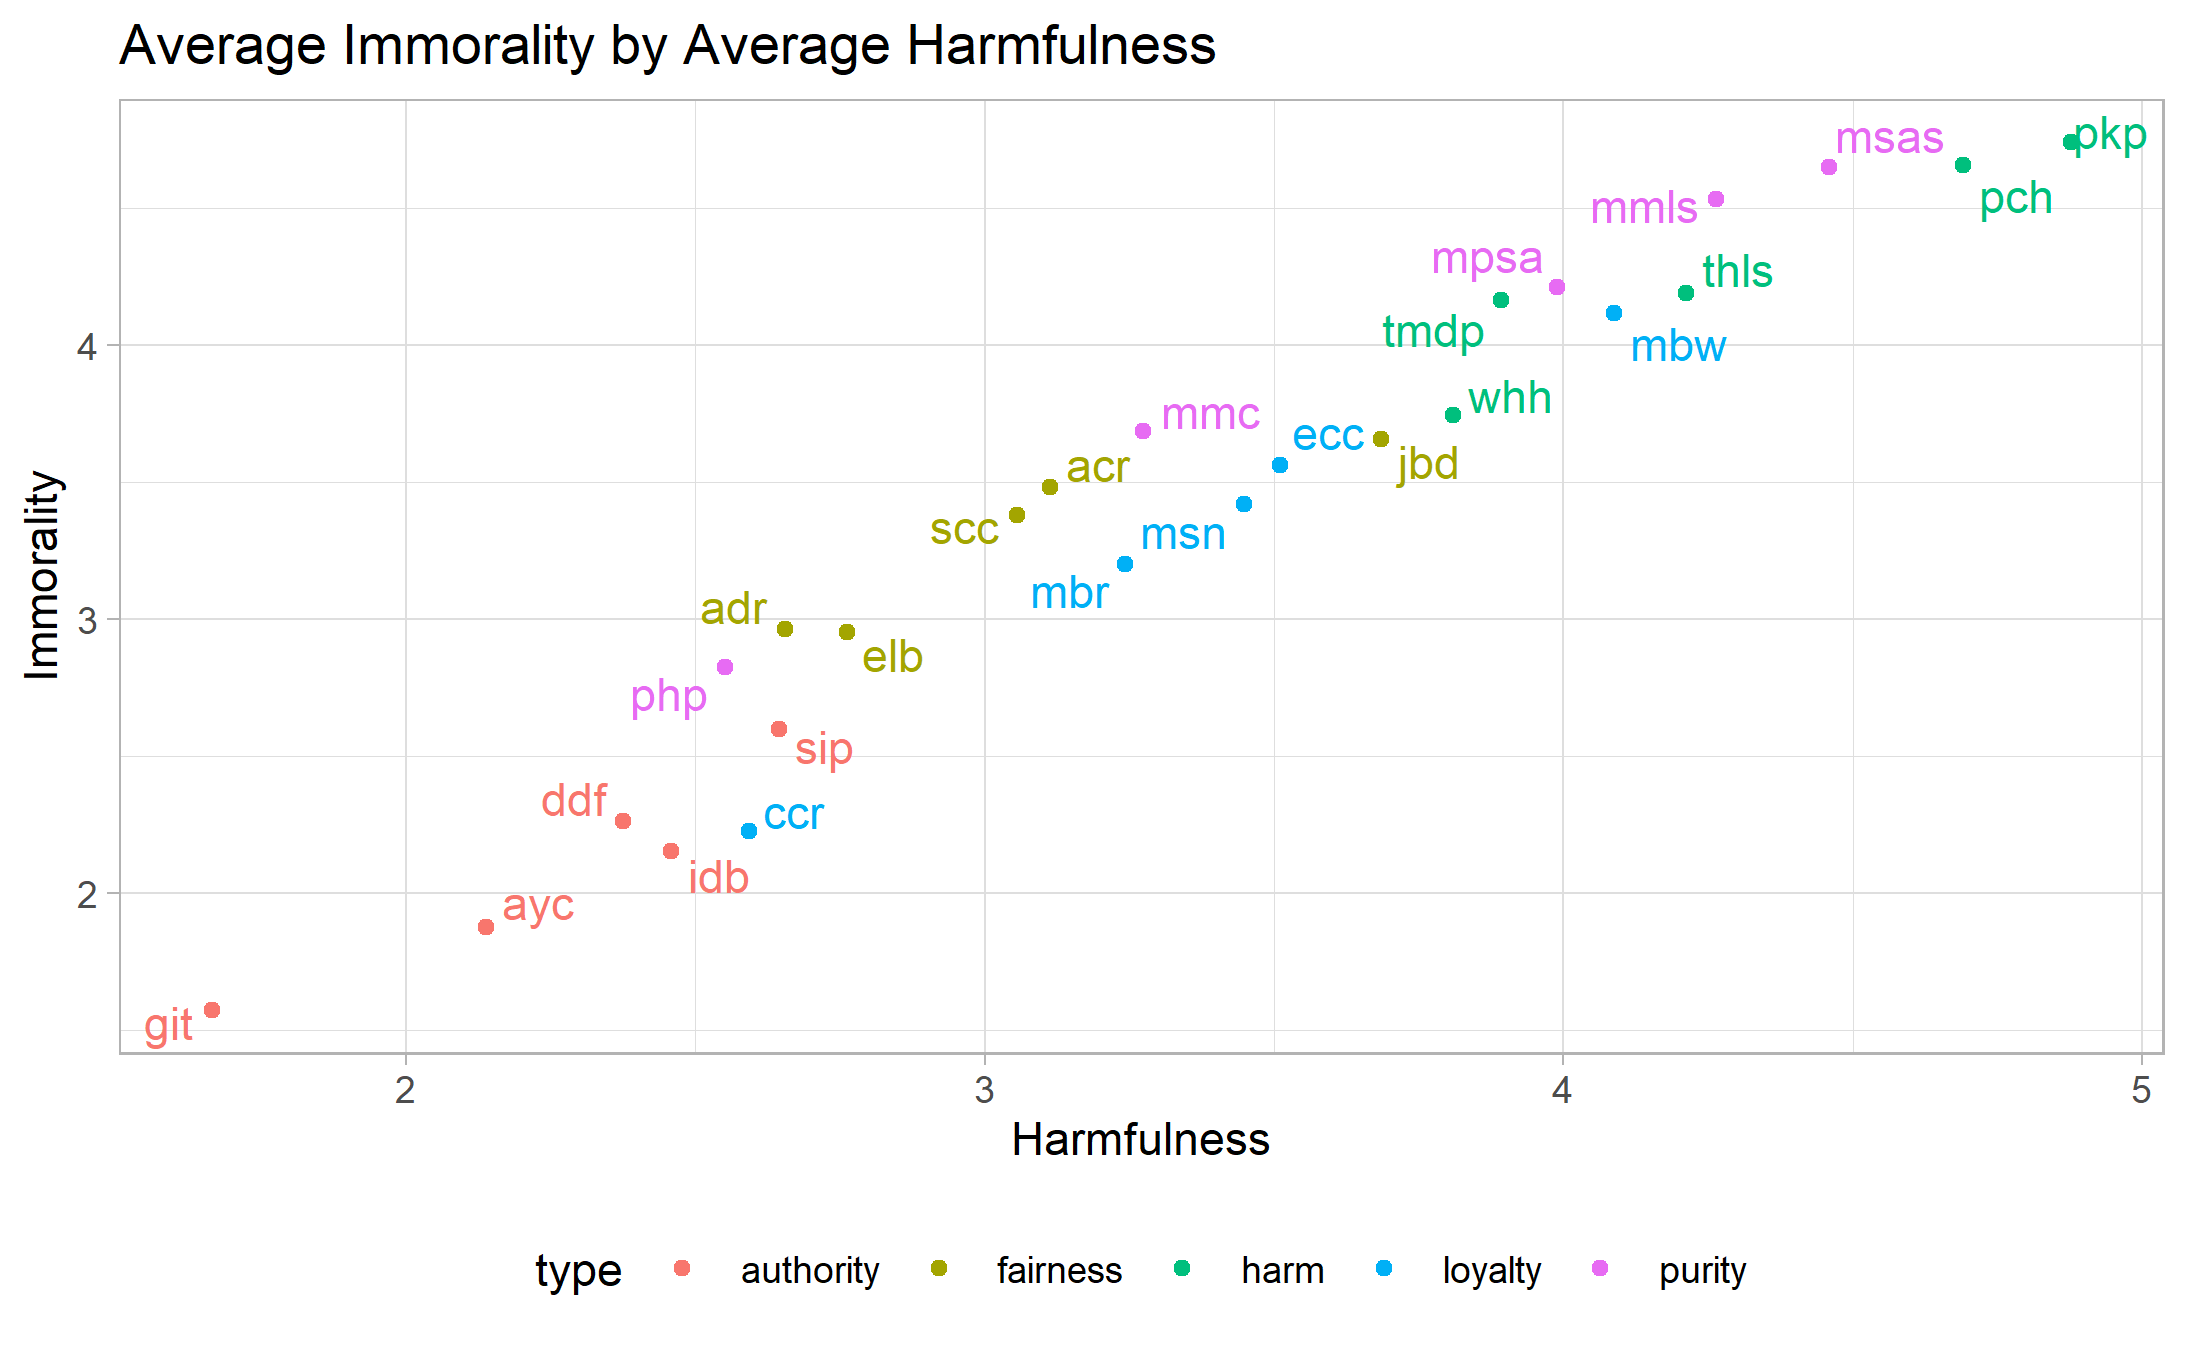 Average Immorality by Average Harmfulness
pkp
msas
pch
mmls
mpsa
thls
tmdp
mbw
whh
mmc
ecc
jbd
acr
scc
msn
mbr
adr
elb
php
sip
ddf
ccr
idb
ayc
git
Immorality
4
3
2
2 3 4 5
Harmfulness
type authority fairness harm loyalty purity